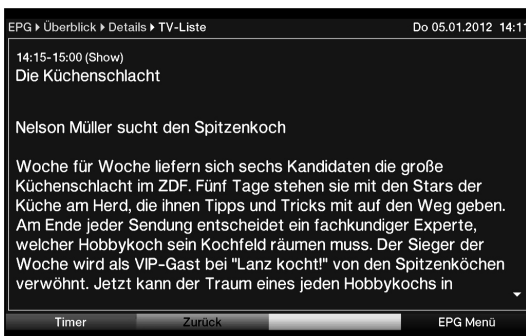 EPG ▸ Überblick ▸ Details ▸ TV-Liste Do 05.01.2012 14:11
14:15-15:00 (Show)
Die Küchenschlacht
Nelson Müller sucht den Spitzenkoch
Woche für Woche liefern sich sechs Kandidaten die große
Küchenschlacht im ZDF. Fünf Tage stehen sie mit den Stars der
Küche am Herd, die ihnen Tipps und Tricks mit auf den Weg geben.
Am Ende jeder Sendung entscheidet ein fachkundiger Experte,
welcher Hobbykoch sein Kochfeld räumen muss. Der Sieger der
Woche wird als VIP-Gast bei "Lanz kocht!" von den Spitzenköchen
verwöhnt. Jetzt kann der Traum eines jeden Hobbykochs in
Timer Zurück EPG Menü